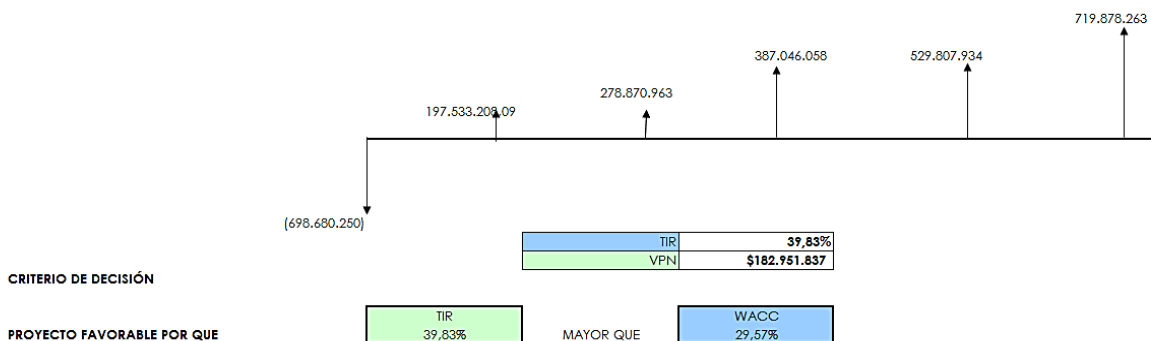 719.878.263
387.046.058
529.807.934
278.870.963
197.533.208,09
(698.680.250)
TIR 39,83%
VPN $182.951.837
CRITERIO DE DECISIÓN
TIR WACC
PROYECTO FAVORABLE POR QUE 39,83% MAYOR QUE 29,57%